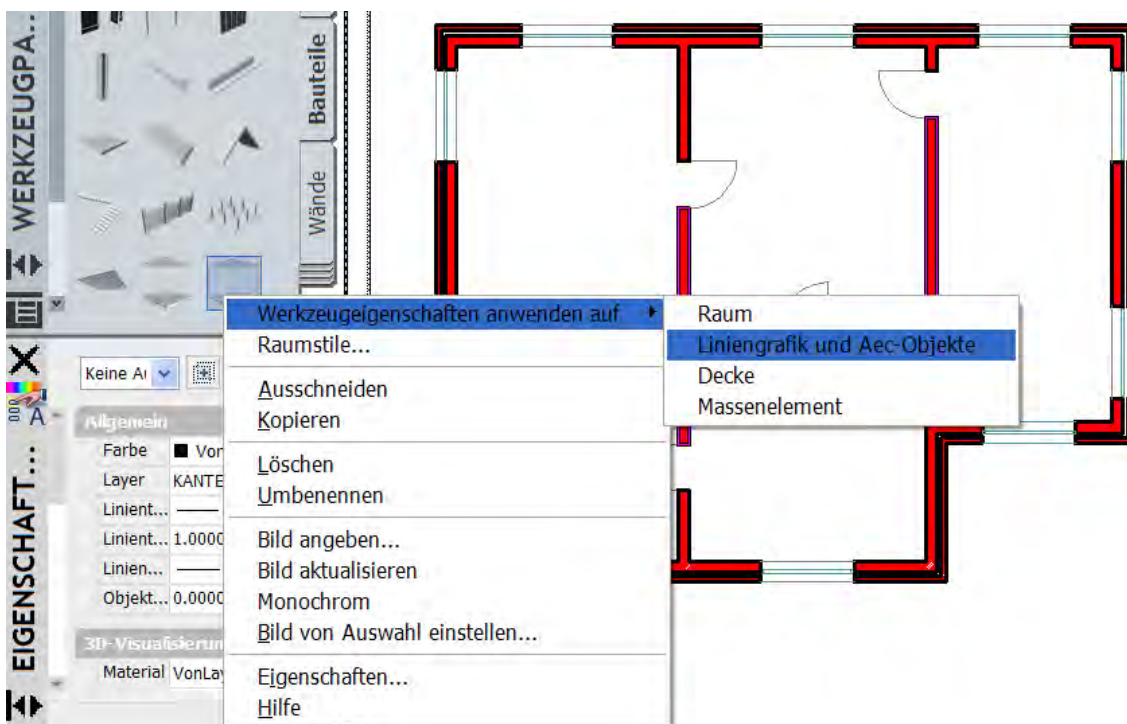 WERKZEUGPA...
Bauteile
Wände
Werkzeugeigenschaften anwenden auf
Raumstile...
Ausschneiden
Kopieren
Löschen
Umbenennen
Bild angeben...
Bild aktualisieren
Monochrom
Bild von Auswahl einstellen...
Eigenschaften...
Hilfe
Raum
Liniengrafik und Aec-Objekte
Decke
Massenelement
EIGENSCHAFT...
Keine A
Allgemein
Farbe Vor
Layer KANTE
Linient...
Linient... 1.0000
Linien...
Objekt... 0.0000
3D-Visualisierun
Material VonLay